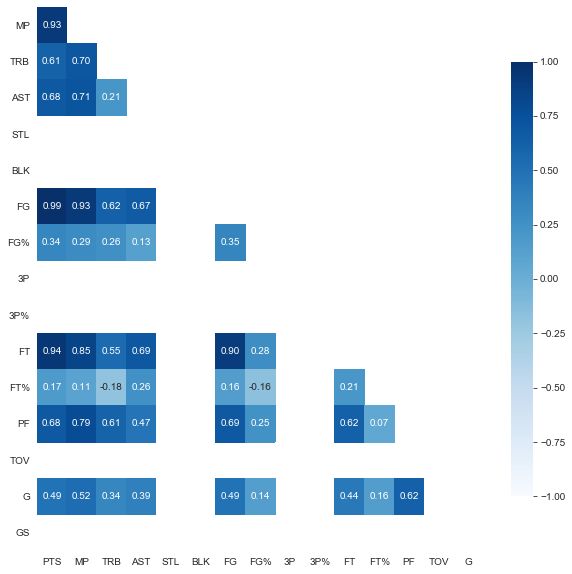 MP 0.93
TRB 0.61 0.70
AST 0.68 0.71 0.21
STL
BLK
FG 0.99 0.93 0.62 0.67
FG% 0.34 0.29 0.26 0.13 0.35
3P
3P%
FT 0.94 0.85 0.55 0.69 0.90 0.28
FT% 0.17 0.11 -0.18 0.26 0.16 -0.16 0.21
PF 0.68 0.79 0.61 0.47 0.69 0.25 0.62 0.07
TOV
G 0.49 0.52 0.34 0.39 0.49 0.14 0.44 0.16 0.62
GS
PTS MP TRB AST STL BLK FG FG% 3P 3P% FT FT% PF TOV G
1.00
0.75
0.50
0.25
0.00
−0.25
−0.50
−0.75
−1.00